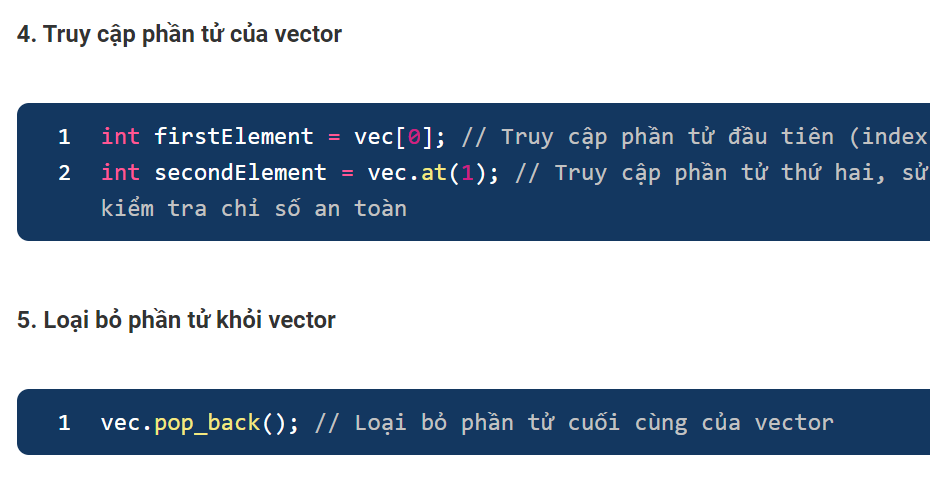 4. Truy cập phần tử của vector
1 int firstElement = vec[0]; // Truy cập phần tử đầu tiên (index
2 int secondElement = vec.at(1); // Truy cập phần tử thứ hai, sử
kiểm tra chỉ số an toàn
5. Loại bỏ phần tử khỏi vector
1 vec.pop_back(); // Loại bỏ phần tử cuối cùng của vector